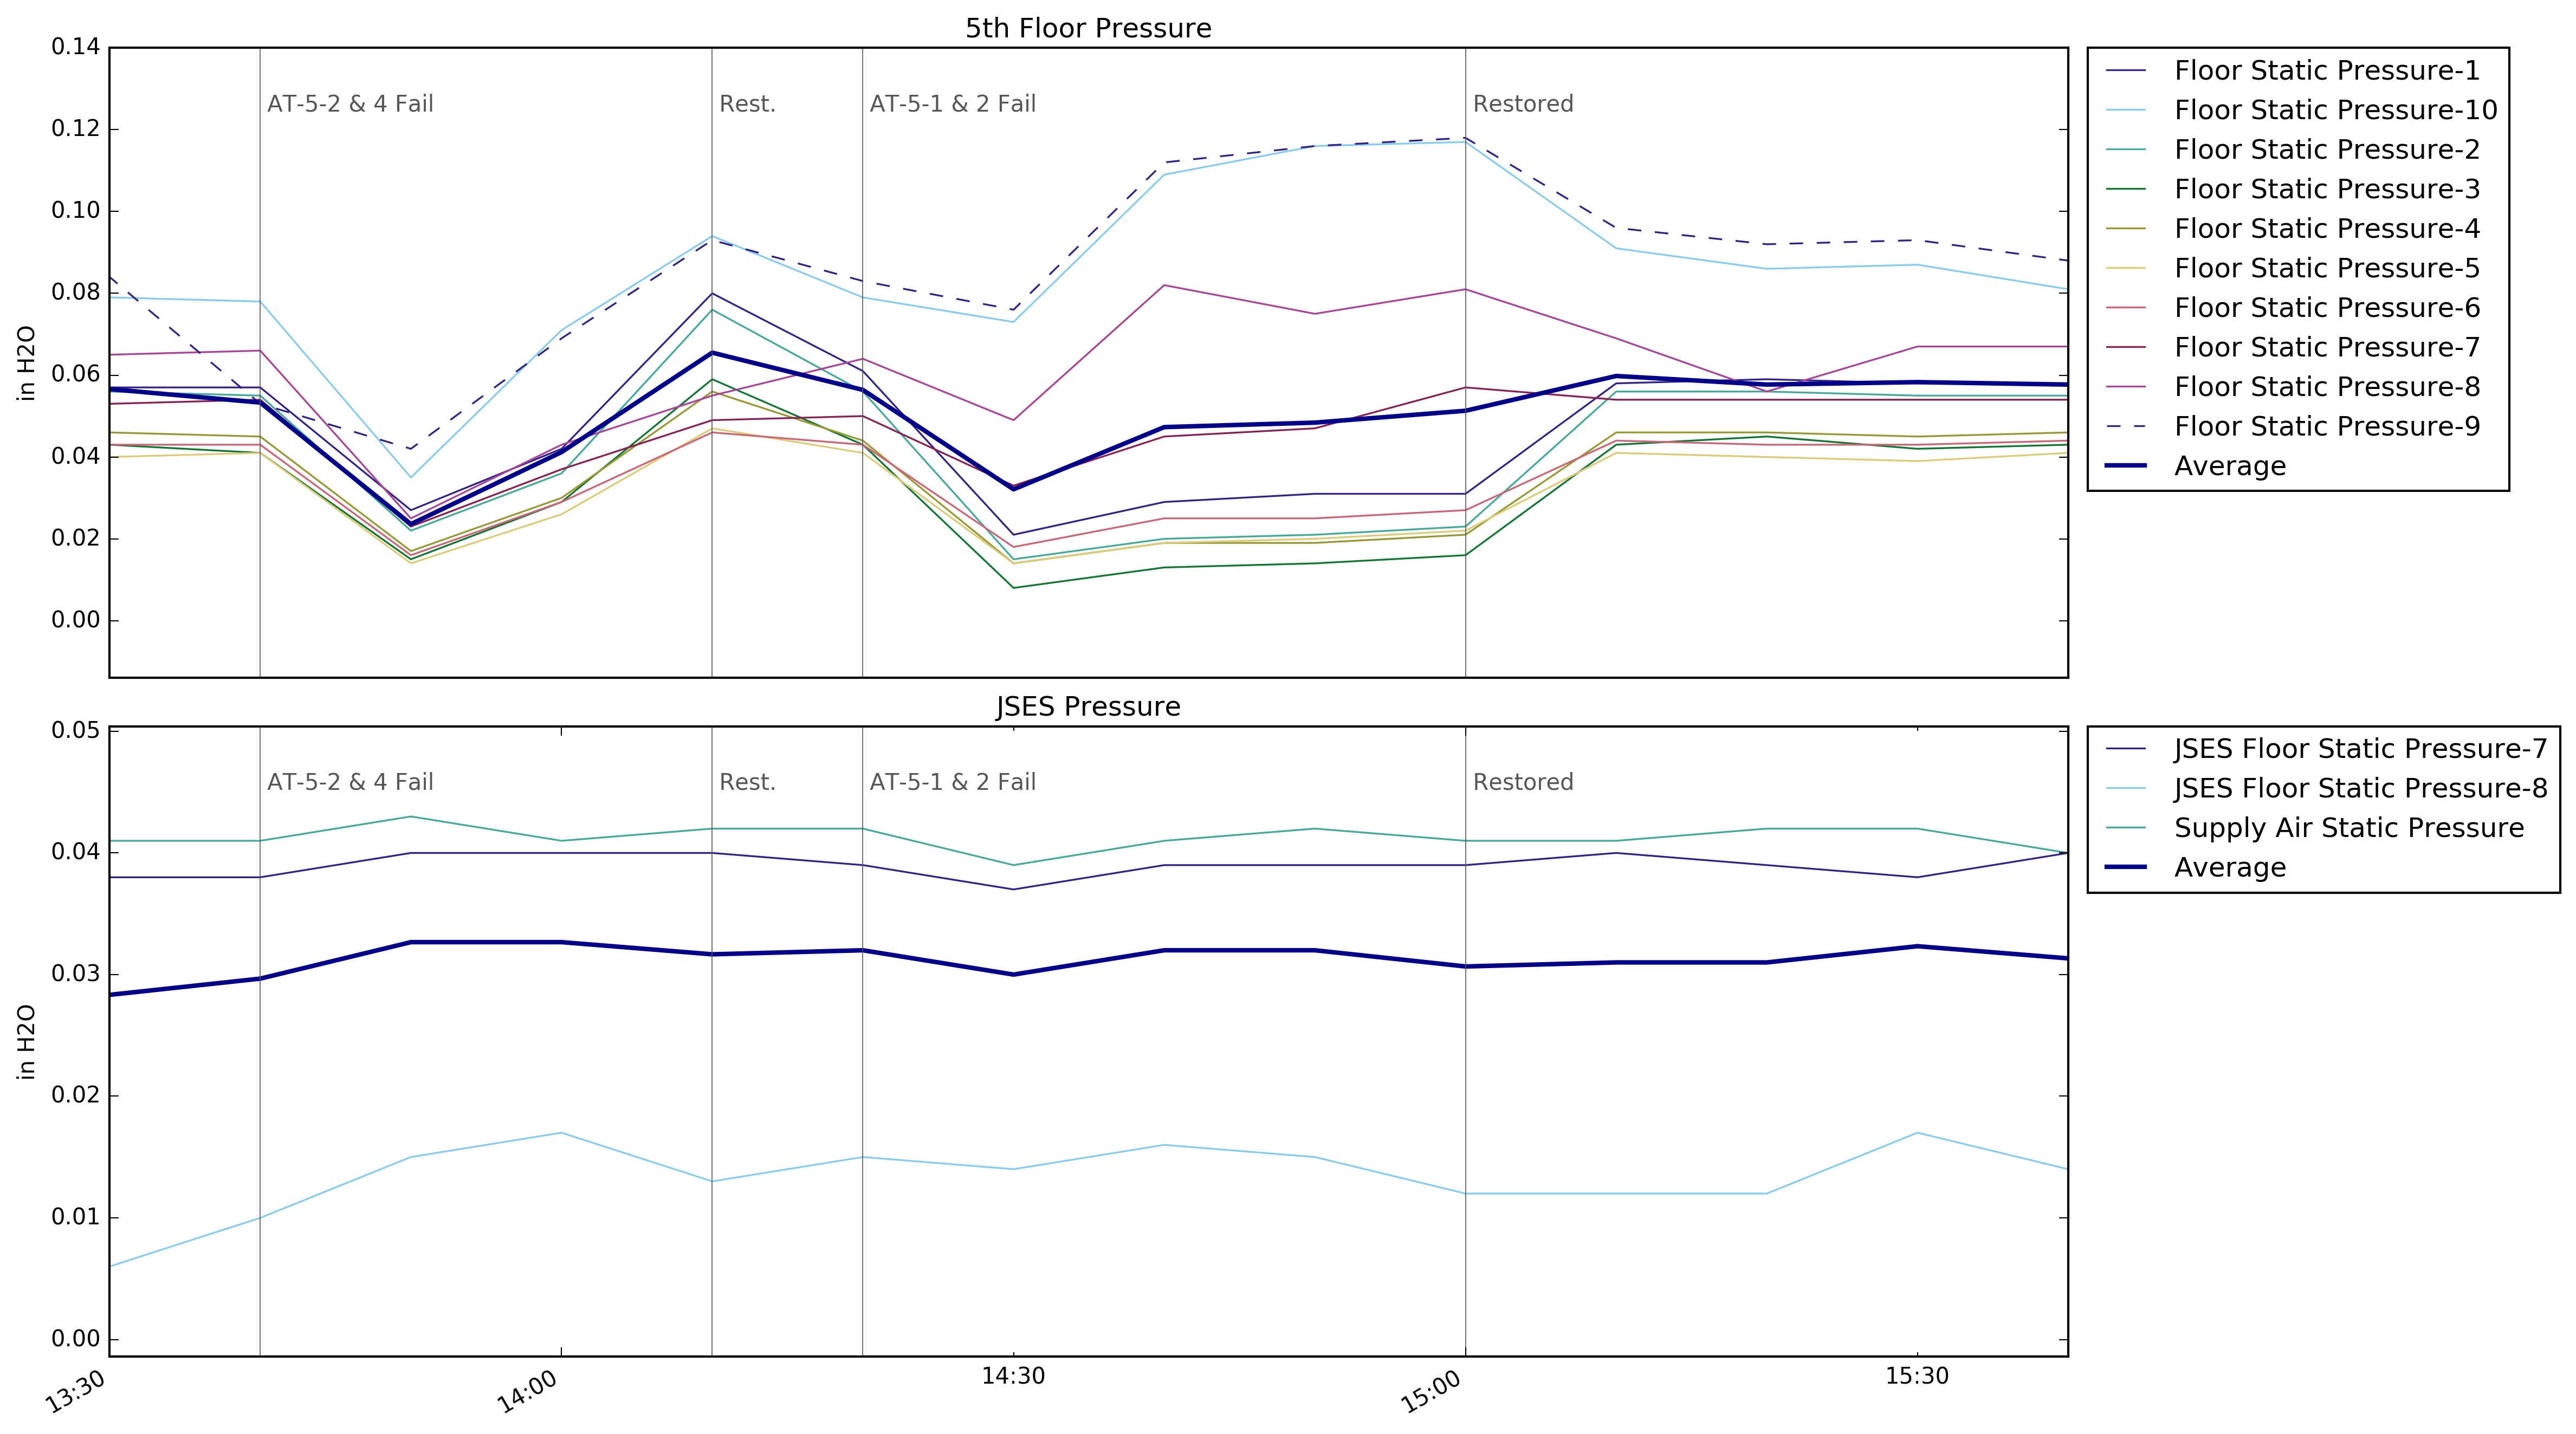 5th Floor Pressure
0.14
0.12
0.10
0.08
0.06
0.04
0.02
0.00
in H2O
AT-5-2 & 4 Fail
Rest.
AT-5-1 & 2 Fail
Restored
Floor Static Pressure-1
Floor Static Pressure-10
Floor Static Pressure-2
Floor Static Pressure-3
Floor Static Pressure-4
Floor Static Pressure-5
Floor Static Pressure-6
Floor Static Pressure-7
Floor Static Pressure-8
Floor Static Pressure-9
Average
JSES Pressure
0.05
0.04
0.03
0.02
0.01
0.00
in H2O
AT-5-2 & 4 Fail
Rest.
AT-5-1 & 2 Fail
Restored
JSES Floor Static Pressure-7
JSES Floor Static Pressure-8
Supply Air Static Pressure
Average
13:30
14:00
14:30
15:00
15:30